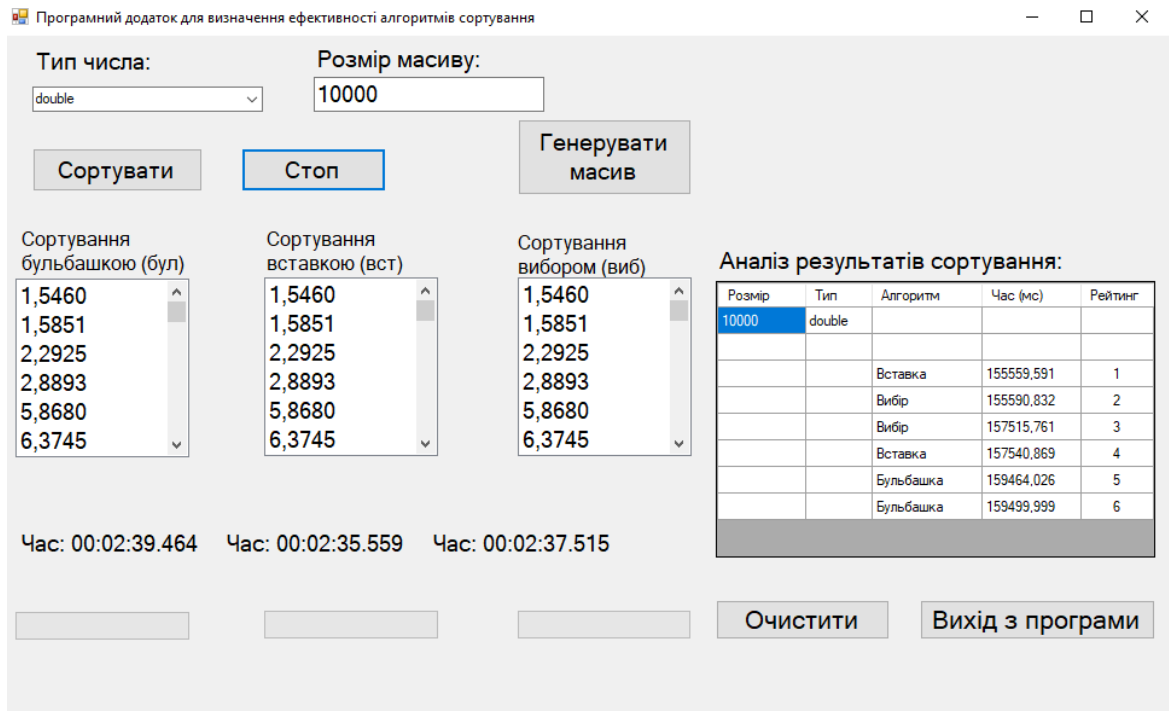 Програмний додаток для визначення ефективності алгоритмів сортування
Тип числа:
Розмір масиву:
double
10000
Сортувати
Стоп
Генерувати
масив
Сортування
бульбашкою (бул)
1,5460
1,5851
2,2925
2,8893
5,8680
6,3745
Сортування
вставкою (вст)
1,5460
1,5851
2,2925
2,8893
5,8680
6,3745
Сортування
вибором (виб)
1,5460
1,5851
2,2925
2,8893
5,8680
6,3745
Аналіз результатів сортування:
Розмір Тип Алгоритм Час (мс) Рейтинг
10000 double
Вставка 155559,591 1
Вибір 155590,832 2
Вибір 157515,761 3
Вставка 157540,869 4
Бульбашка 159464,026 5
Бульбашка 159499,999 6
Час: 00:02:39.464 Час: 00:02:35.559 Час: 00:02:37.515
Очистити
Вихід з програми